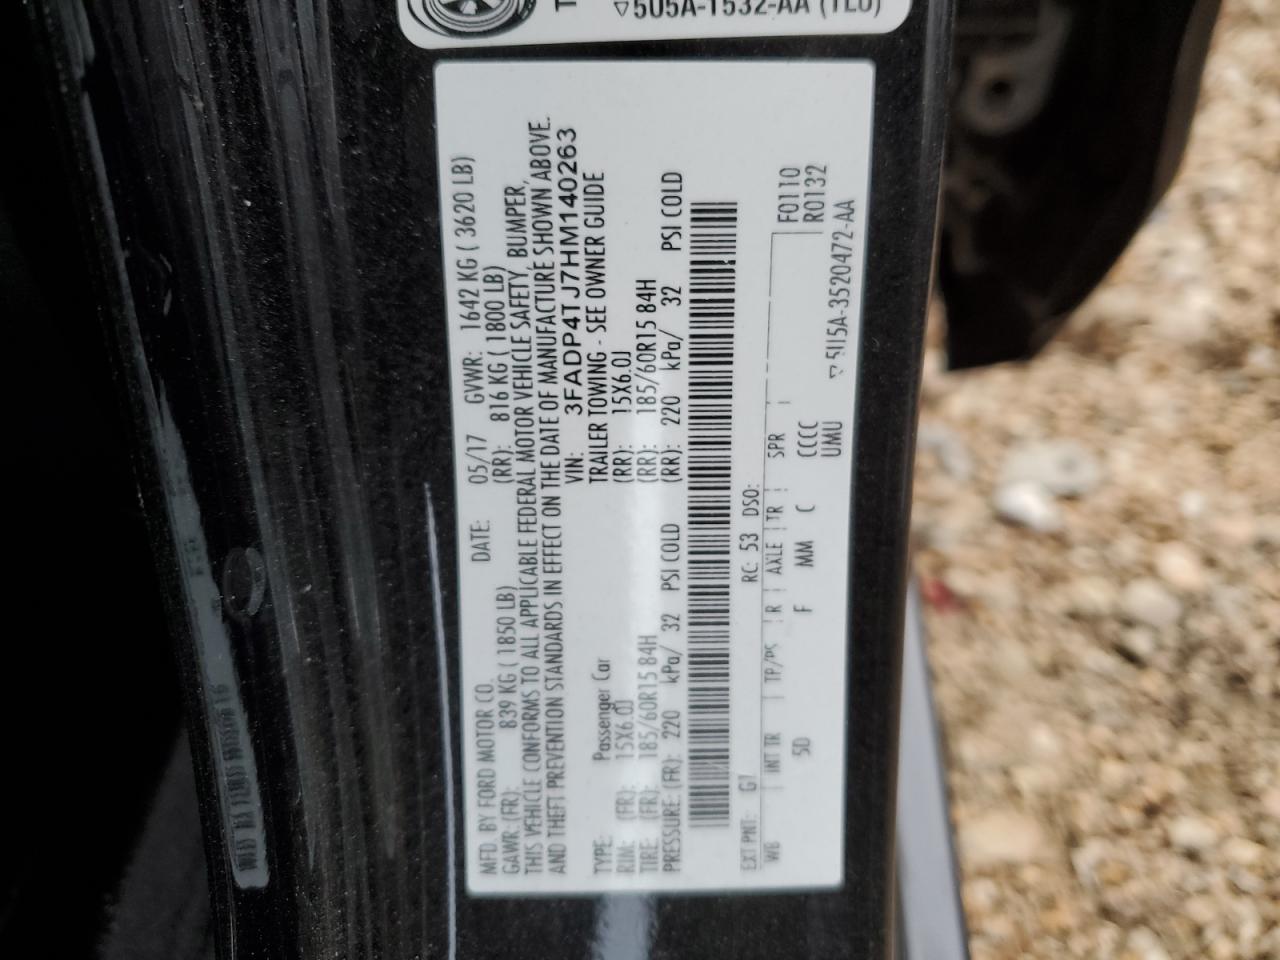 5U5A-1532-AA (TLU)
MFD. BY FORD MOTOR CO. DATE: 05/17 GVWR: 1642 KG ( 3620 LB)
GAWR: (FR): 839 KG ( 1850 LB) (RR): 816 KG ( 1800 LB)
THIS VEHICLE CONFORMS TO ALL APPLICABLE FEDERAL MOTOR VEHICLE SAFETY, BUMPER,
AND THEFT PREVENTION STANDARDS IN EFFECT ON THE DATE OF MANUFACTURE SHOWN ABOVE.
VIN: 3FADP4TJ7HM140263
TYPE: Passenger Car TRAILER TOWING - SEE OWNER GUIDE
RIM: (FR): 15X6.0J (RR): 15X6.0J
TIRE: (FR): 185/60R15 84H (RR): 185/60R15 84H
PRESSURE: (FR): 220 kPa/ 32 PSI COLD (RR): 220 kPa/ 32 PSI COLD
EXT PNT: G1 RC: 53 DSO:
WB INT TR TP/PS R AXLE TR SPR F0110
5D F MM C CCCC R0132
UMU 5U5A-3520472-AA